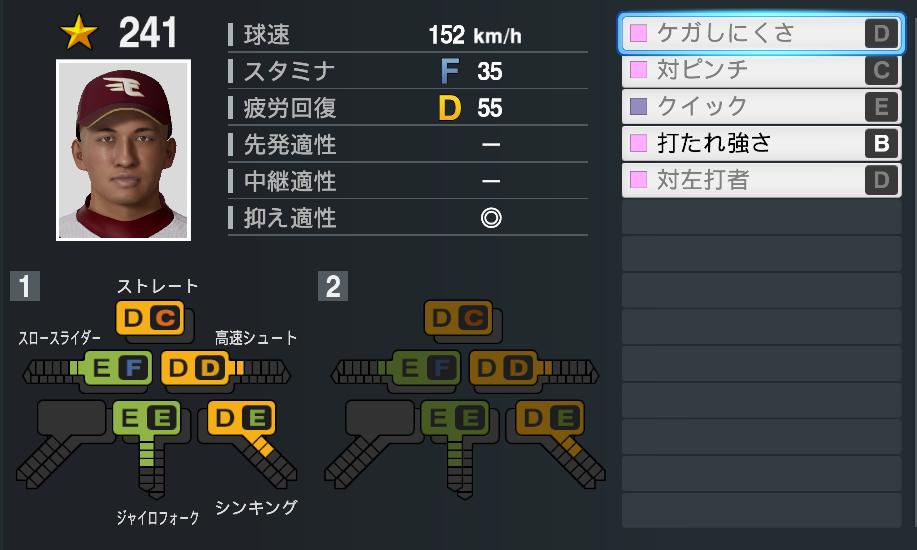 241
球速 152 km/h
スタミナ F 35
疲労回復 D 55
先発適性 ー
中継適性 ー
抑え適性 ◎
ケガしにくさ D
対ピンチ C
クイック E
打たれ強さ B
対左打者 D
1
ストレート
D C
スロースライダー
高速シュート
E F
D D
E E
D E
ジャイロフォーク
シンキング
2
D C
E F
D D
E E
D E